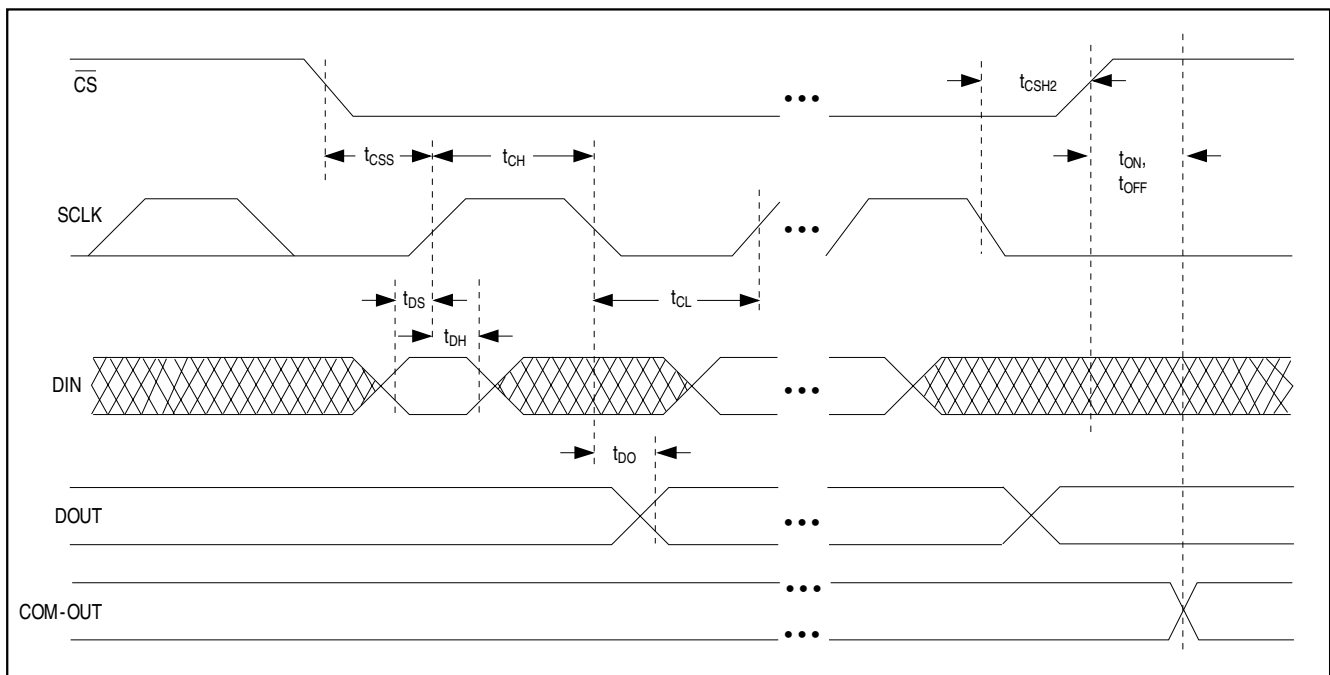 CS
tCSH2
tCSS
tCH
tON,
tOFF
SCLK
tDS
tCL
tDH
DIN
tDO
DOUT
COM-OUT